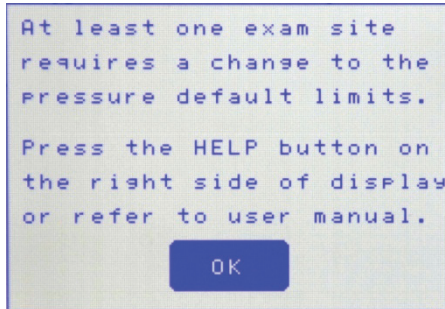 At least one exam site
requires a change to the
pressure default limits.
Press the HELP button on
the right side of display
or refer to user manual.
OK